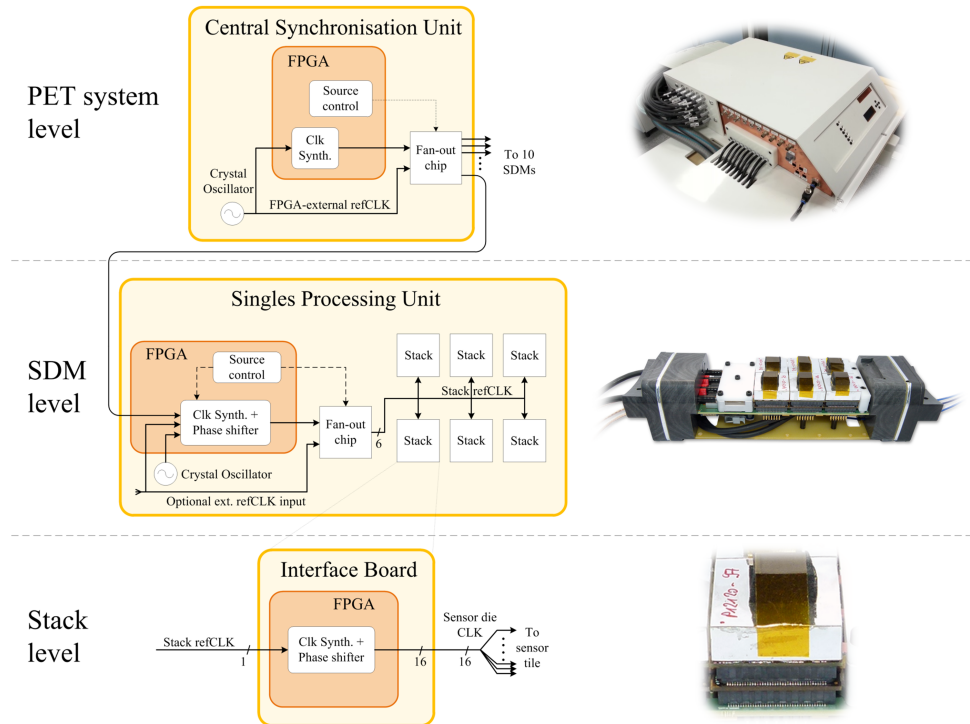 PET system
level
Central Synchronisation Unit
FPGA
Source
control
Clk
Synth.
Fan-out
chip
To 10
SDMs
Crystal
Oscillator
FPGA-external refCLK
SDM
level
Singles Processing Unit
FPGA
Source
control
Clk Synth. +
Phase shifter
Fan-out
chip
6
Stack
Stack
Stack
Stack refCLK
Stack
Stack
Stack
Crystal Oscillator
Optional ext. refCLK input
Stack
level
Interface Board
FPGA
Stack refCLK
1
Clk Synth. +
Phase shifter
16
Sensor die
CLK
16
To
sensor
tile